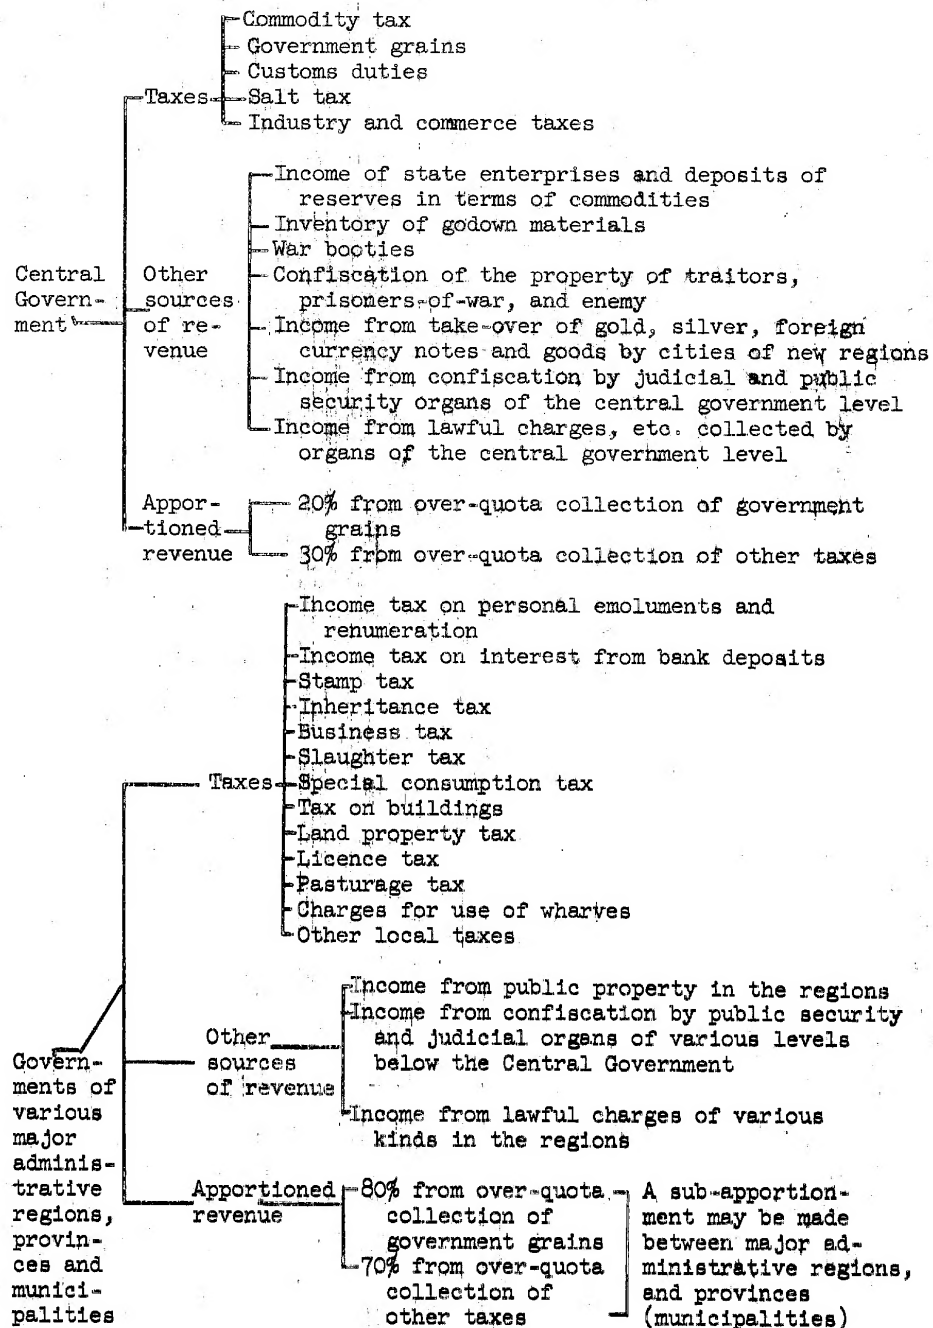 Commodity tax
Government grains
Customs duties
Taxes
Salt tax
Industry and commerce taxes
Central
Govern-
ment
Other
sources
of re-
venue
Income of state enterprises and deposits of
reserves in terms of commodities
Inventory of godown materials
War booties
Confiscation of the property of traitors,
prisoners-of-war, and enemy
Income from take-over of gold, silver, foreign
currency notes and goods by cities of new regions
Income from confiscation by judicial and public
security organs of the central government level
Income from lawful charges, etc. collected by
organs of the central government level
Appor-
tioned
revenue
20% from over-quota collection of government
grains
30% from over-quota collection of other taxes
Govern-
ments of
various
major
adminis-
trative
regions,
provin-
ces and
munici-
palities
Taxes
Income tax on personal emoluments and
renumeration
Income tax on interest from bank deposits
Stamp tax
Inheritance tax
Business tax
Slaughter tax
Special consumption tax
Tax on buildings
Land property tax
Licence tax
Pasturage tax
Charges for use of wharves
Other local taxes
Other
sources
of revenue
Income from public property in the regions
Income from confiscation by public security
and judicial organs of various levels
below the Central Government
Income from lawful charges of various
kinds in the regions
Apportioned
revenue
80% from over-quota
collection of
government grains
70% from over-quota
collection of
other taxes
A sub-apportion-
ment may be made
between major ad-
ministrative regions,
and provinces
(municipalities)